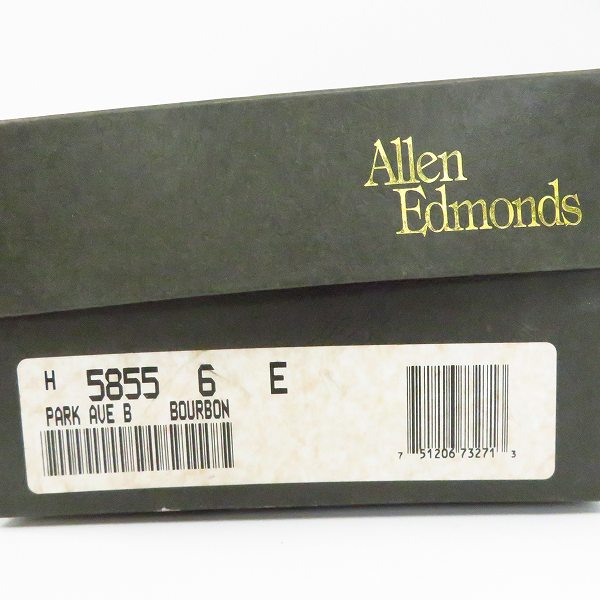 Allen
Edmonds
H 5855 6 E
PARK AVE B BOURBON
7 51206 73271 3